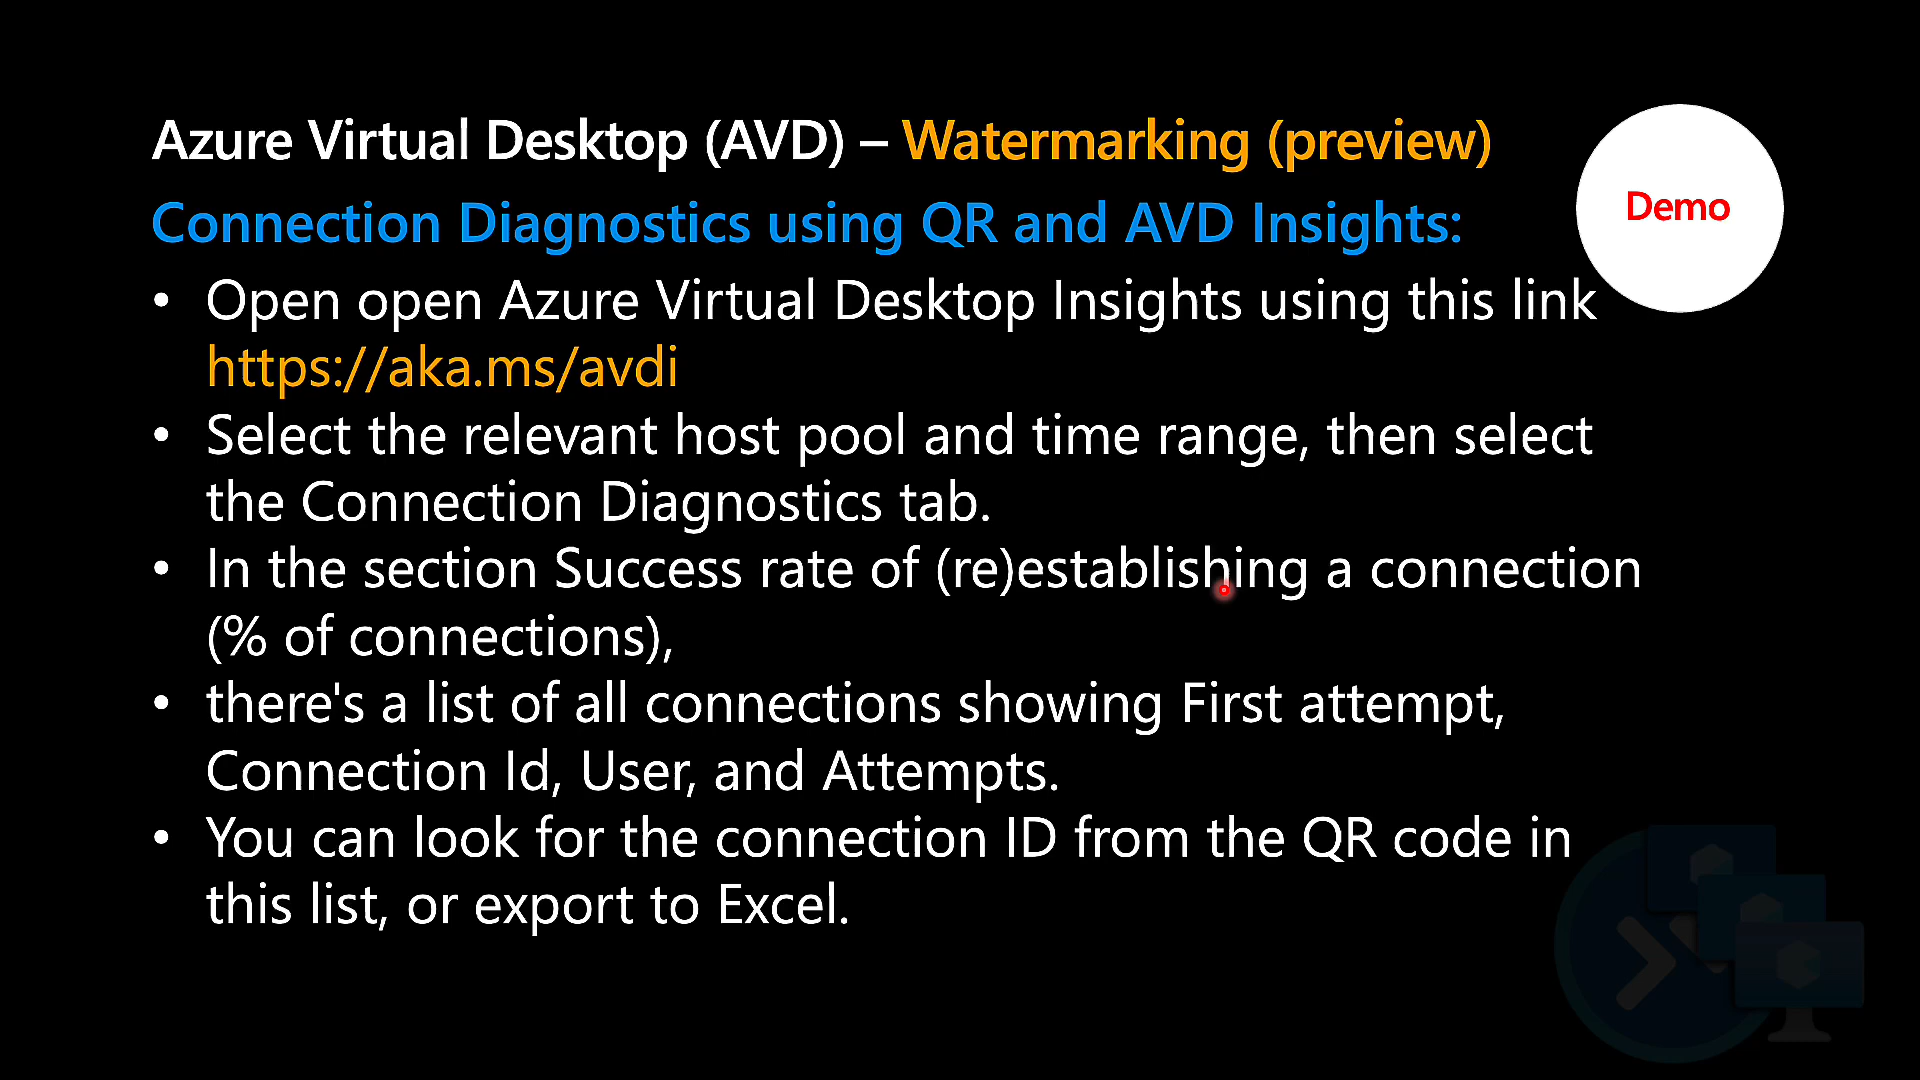 Azure Virtual Desktop (AVD) – Watermarking (preview)
Demo
Connection Diagnostics using QR and AVD Insights:
• Open open Azure Virtual Desktop Insights using this link
https://aka.ms/avdi
• Select the relevant host pool and time range, then select
the Connection Diagnostics tab.
• In the section Success rate of (re)establishing a connection
(% of connections),
• there's a list of all connections showing First attempt,
Connection Id, User, and Attempts.
• You can look for the connection ID from the QR code in
this list, or export to Excel.